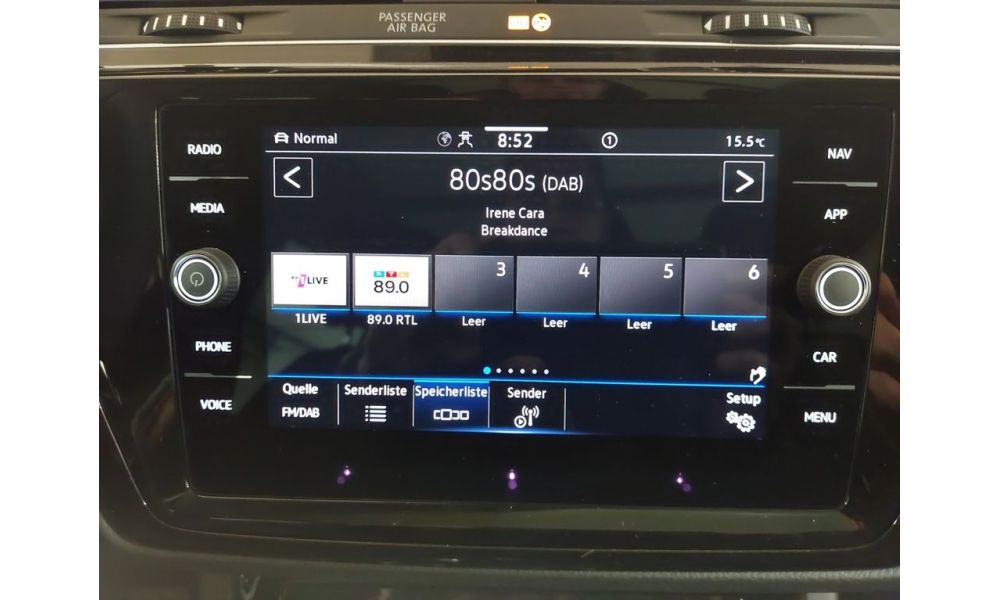 PASSENGER
AIR BAG
Normal
8:52
1
15.5°C
RADIO
NAV
<
80s80s (DAB)
>
MEDIA
APP
Irene Cara
Breakdance
1LIVE
RTL
89.0
3
4
5
6
1LIVE
89.0 RTL
Leer
Leer
Leer
Leer
PHONE
CAR
Quelle
Senderliste
Speicherliste
Sender
Setup
FM/DAB
VOICE
MENU